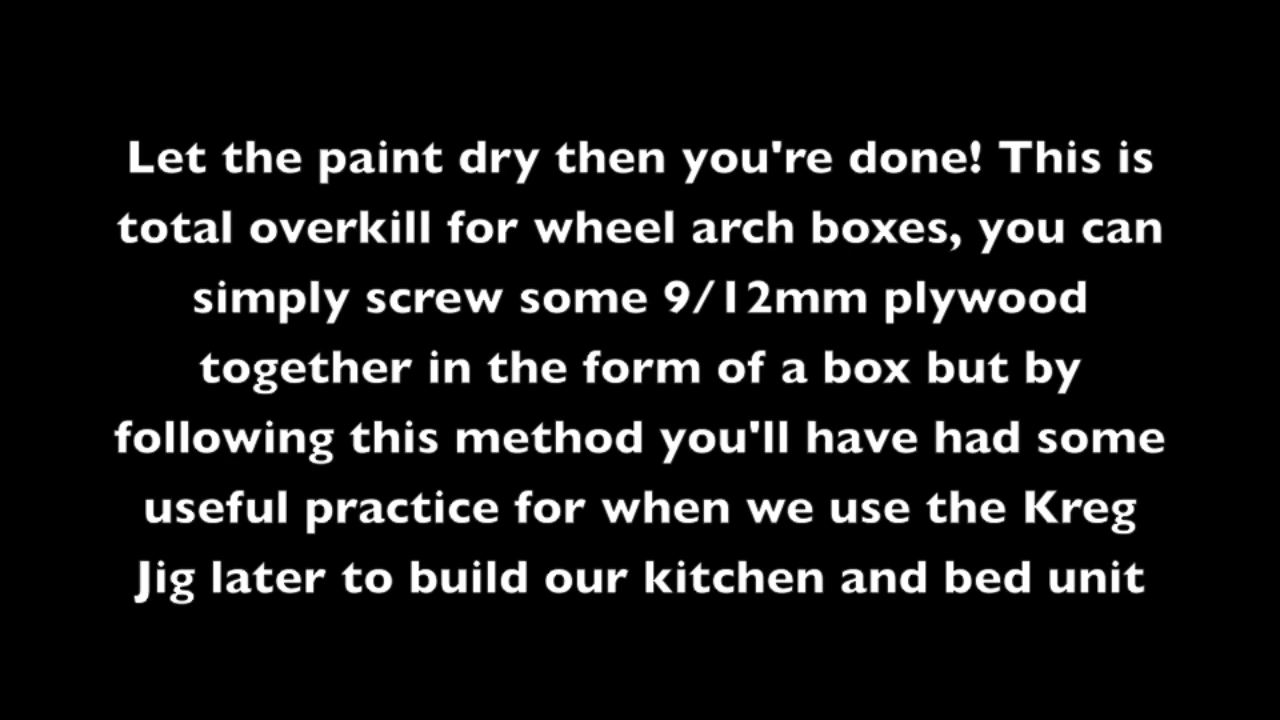 Let the paint dry then you're done! This is
total overkill for wheel arch boxes, you can
simply screw some 9/12mm plywood
together in the form of a box but by
following this method you'll have had some
useful practice for when we use the Kreg
Jig later to build our kitchen and bed unit